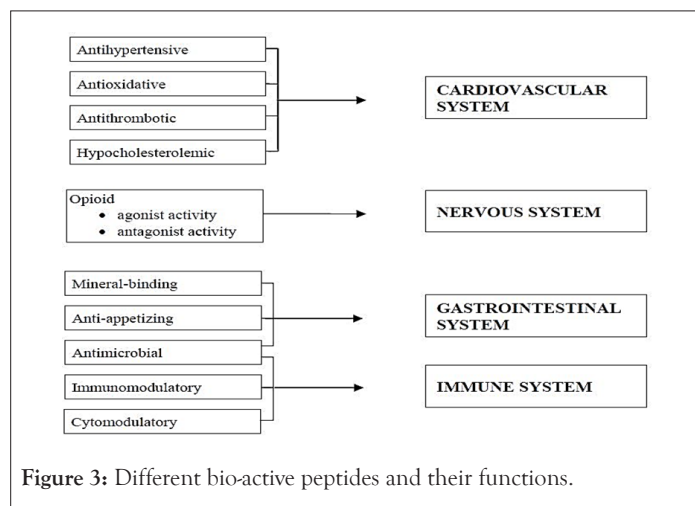 Antihypertensive
Antioxidative
Antithrombotic
Hypocholesterolemic
CARDIOVASCULAR
SYSTEM
Opioid
• agonist activity
• antagonist activity
NERVOUS SYSTEM
Mineral-binding
Anti-appetizing
Antimicrobial
Immunomodulatory
Cytomodulatory
GASTROINTESTINAL
SYSTEM
IMMUNE SYSTEM
Figure 3: Different bio-active peptides and their functions.